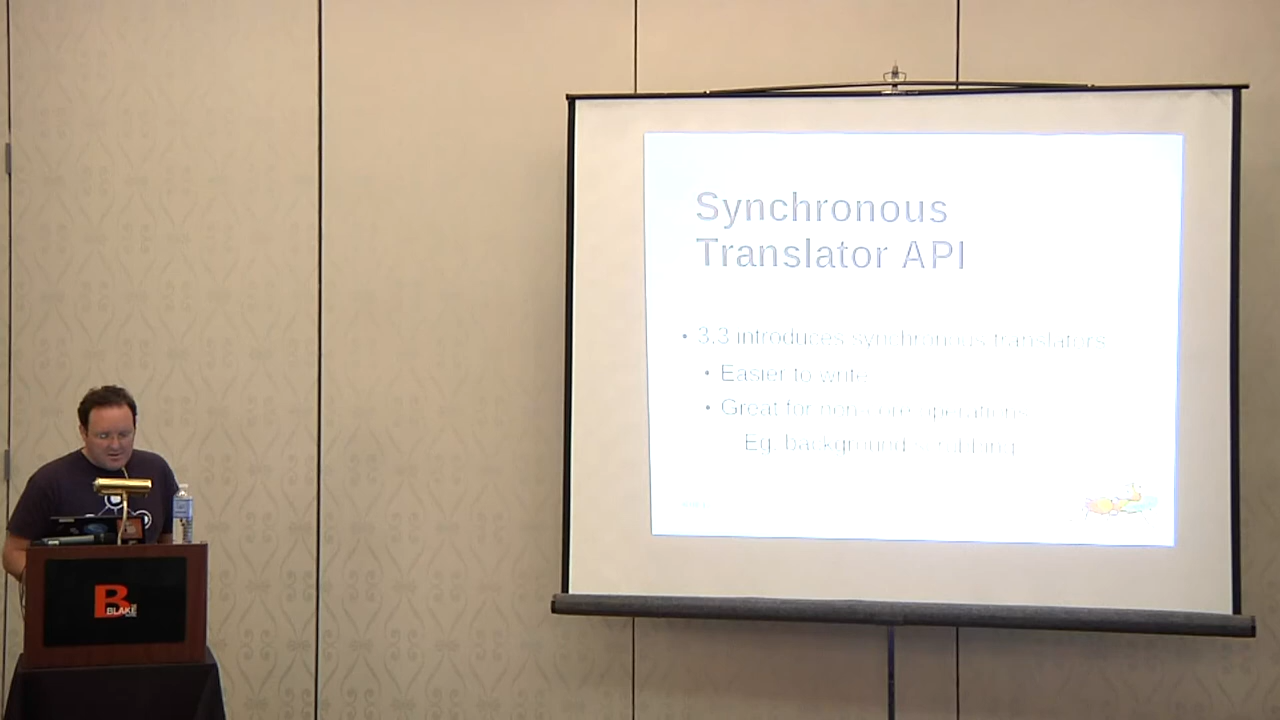 Synchronous
Translator API
• 3.3 introduces synchronous translators
• Easier to write
• Great for non-core operations
Eg. background scrubbing
B
BLAKE